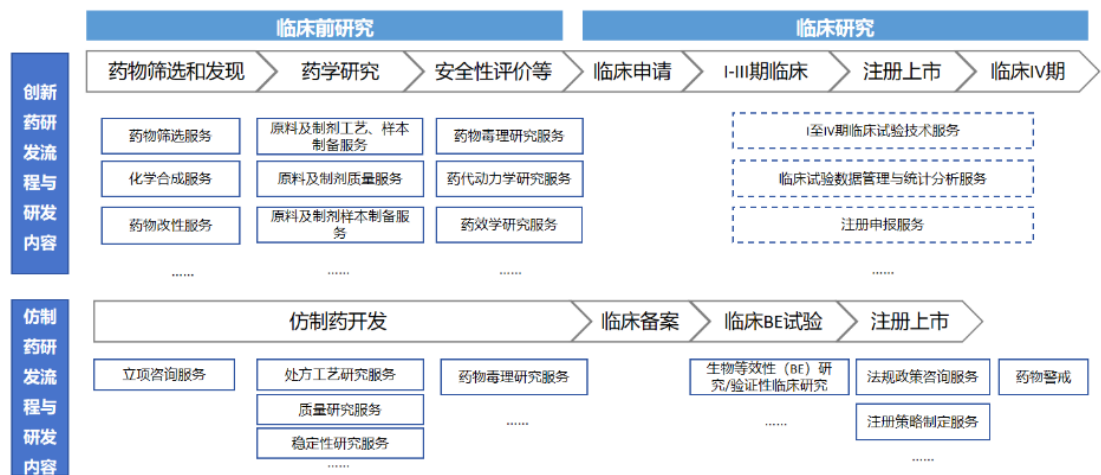 临床前研究
临床研究
创新
药研
发流
程与
研发
内容
药物筛选和发现
药学研究
安全性评价等
临床申请
I-III期临床
注册上市
临床IV期
药物筛选服务
原料及制剂工艺、样本
制备服务
药物毒理研究服务
I至IV期临床试验技术服务
化学合成服务
原料及制剂质量服务
药代动力学研究服务
临床试验数据管理与统计分析服务
药物改性服务
原料及制剂样本制备服
务
药效学研究服务
注册申报服务
……
……
……
……
仿制
药研
发流
程与
研发
内容
仿制药开发
临床备案
临床BE试验
注册上市
立项咨询服务
处方工艺研究服务
药物毒理研究服务
生物等效性（BE）研
究/验证性临床研究
法规政策咨询服务
药物警戒
质量研究服务
……
……
注册策略制定服务
稳定性研究服务
……
……